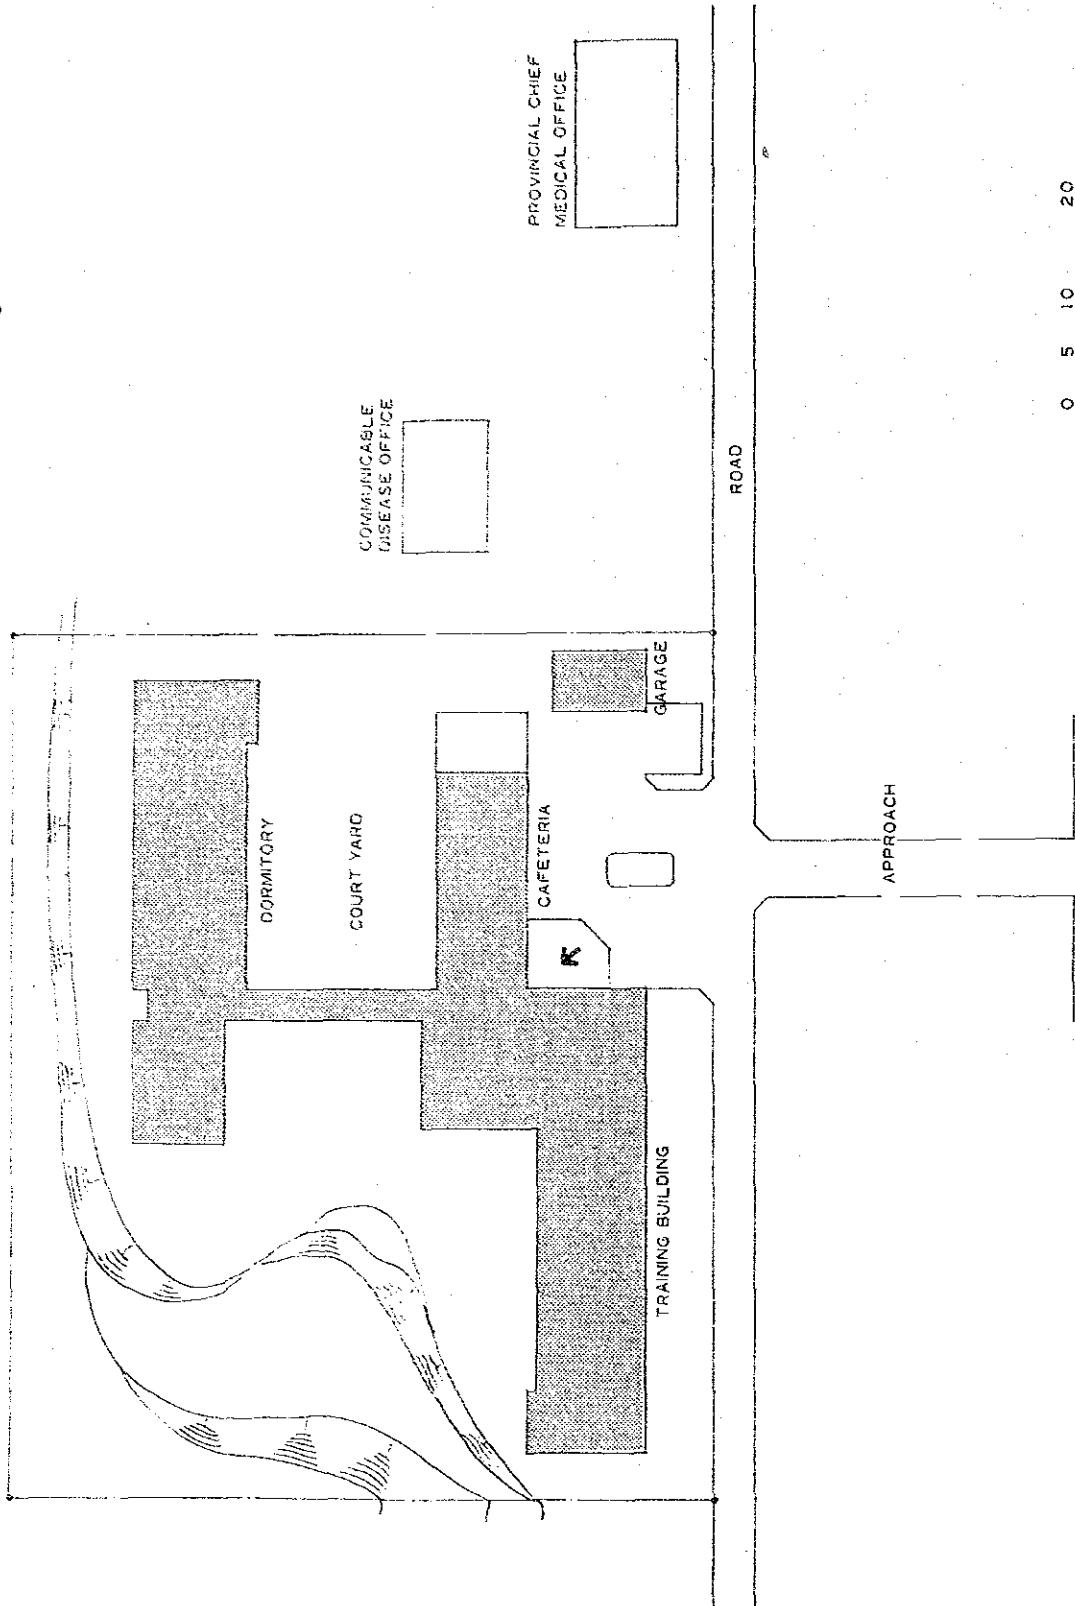 PROVINCIAL CHIEF
MEDICAL OFFICE
COMMUNICABLE
DISEASE OFFICE
DORMITORY
COURT YARD
CAFETERIA
GARAGE
K
TRAINING BUILDING
ROAD
APPROACH
0 5 10 20